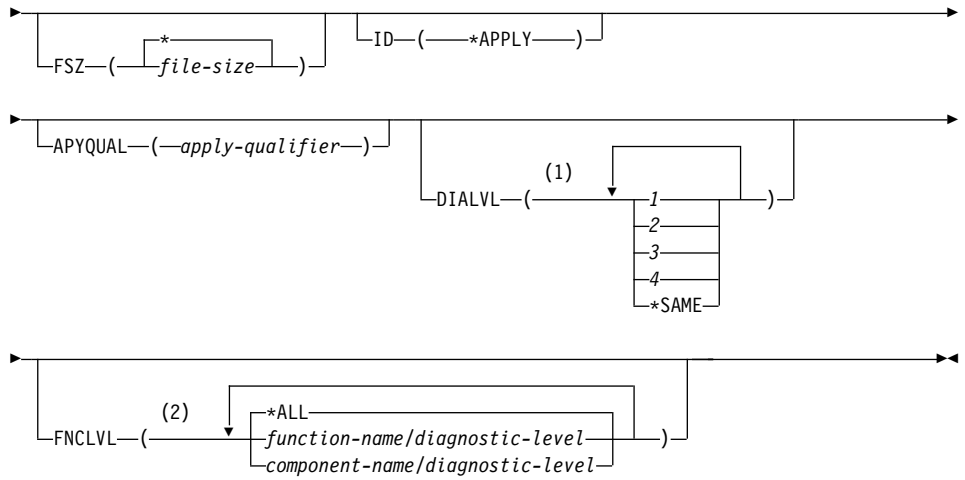 *
ID ( *APPLY )
FSZ ( file-size )
APYQUAL ( apply-qualifier )
(1)
DIALVL ( 1 )
2
3
4
*SAME
(2)
*ALL
FNCLVL ( function-name/diagnostic-level )
component-name/diagnostic-level